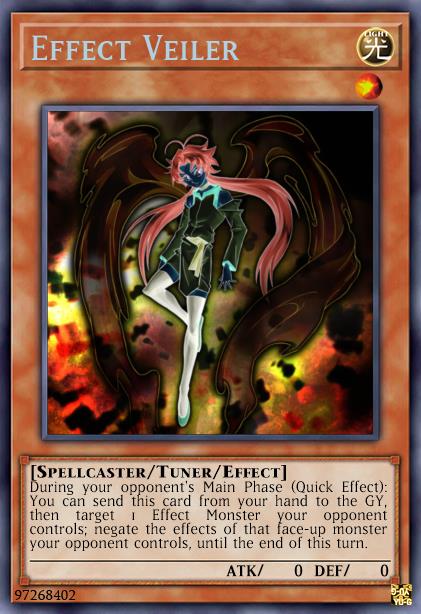 Effect Veiler
LIGHT
光
[Spellcaster/Tuner/Effect]
During your opponent's Main Phase (Quick Effect):
You can send this card from your hand to the GY,
then target 1 Effect Monster your opponent
controls; negate the effects of that face-up monster
your opponent controls, until the end of this turn.
ATK/ 0 DEF/ 0
97268402